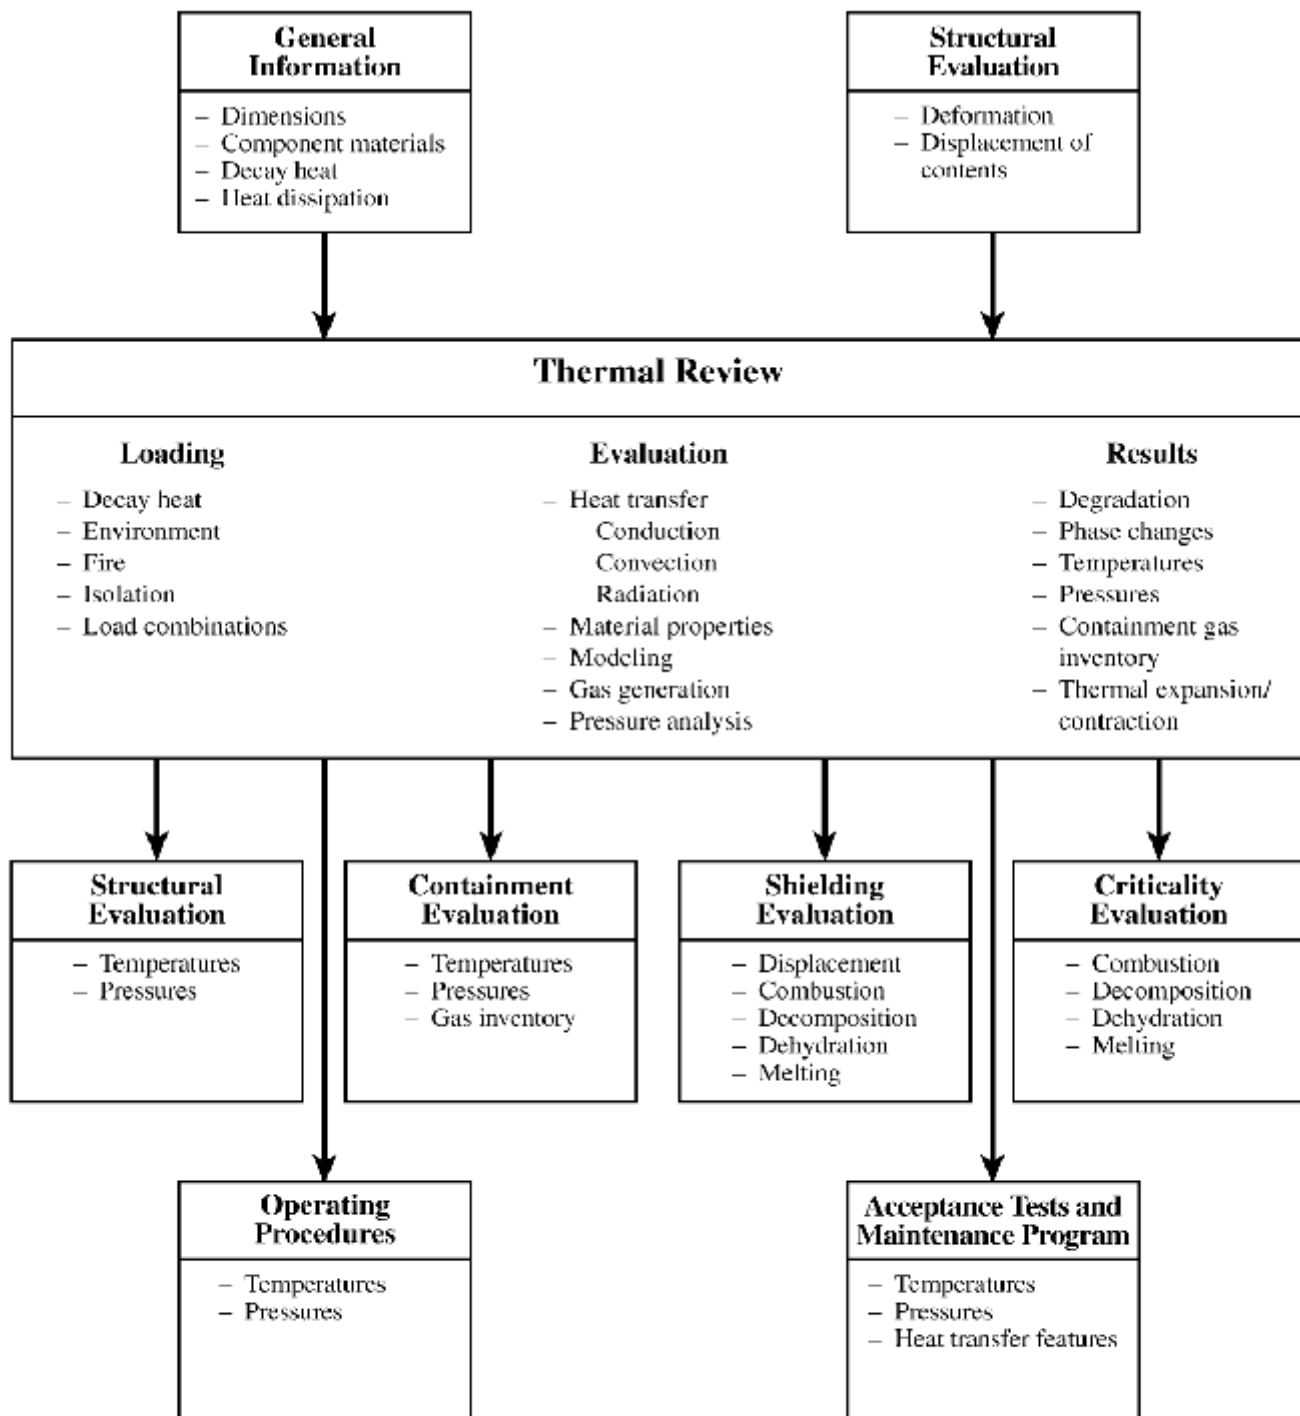 General
Information
– Dimensions
– Component materials
– Decay heat
– Heat dissipation
Structural
Evaluation
– Deformation
– Displacement of
contents
Thermal Review
Loading
– Decay heat
– Environment
– Fire
– Isolation
– Load combinations
Evaluation
– Heat transfer
Conduction
Convection
Radiation
– Material properties
– Modeling
– Gas generation
– Pressure analysis
Results
– Degradation
– Phase changes
– Temperatures
– Pressures
– Containment gas
inventory
– Thermal expansion/
contraction
Structural
Evaluation
– Temperatures
– Pressures
Containment
Evaluation
– Temperatures
– Pressures
– Gas inventory
Shielding
Evaluation
– Displacement
– Combustion
– Decomposition
– Dehydration
– Melting
Criticality
Evaluation
– Combustion
– Decomposition
– Dehydration
– Melting
Operating
Procedures
– Temperatures
– Pressures
Acceptance Tests and
Maintenance Program
– Temperatures
– Pressures
– Heat transfer features